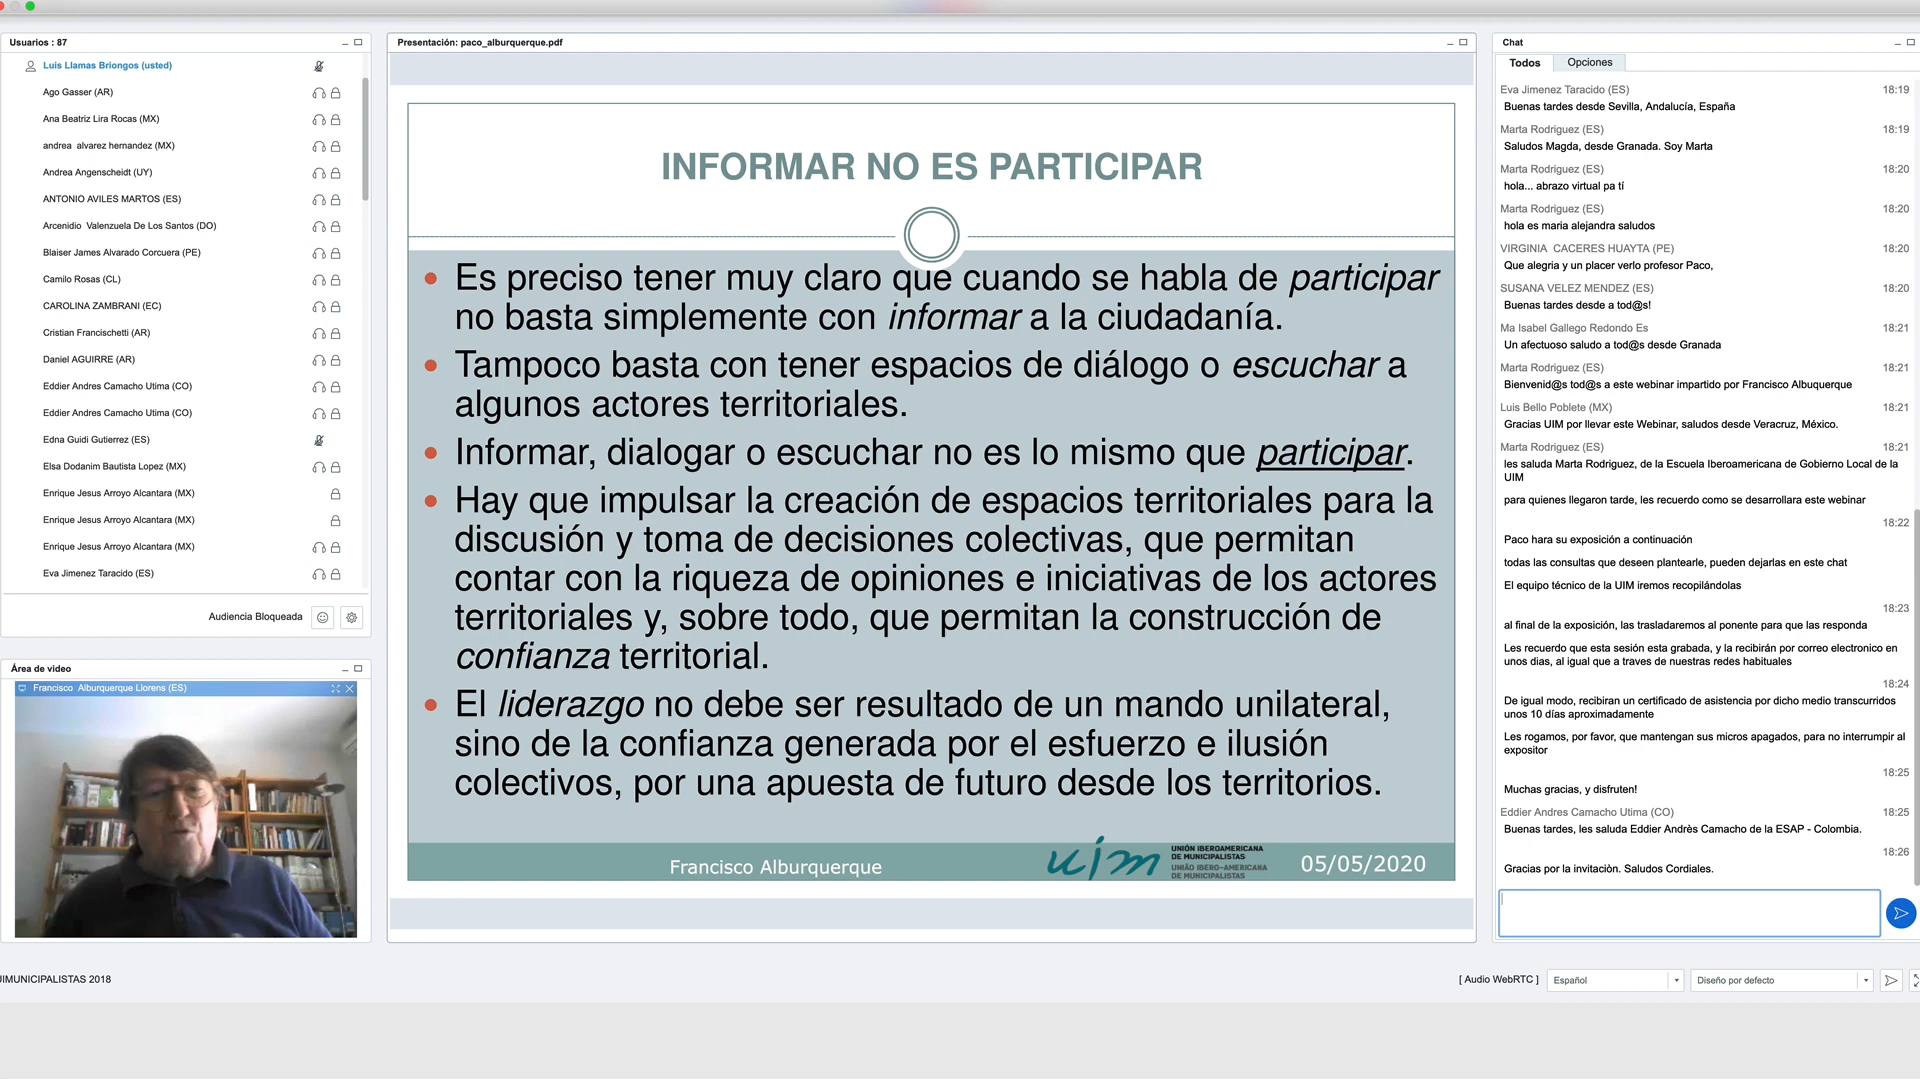 Usuarios : 87
Luis Llamas Briongos (usted)
Ago Gasser (AR)
Ana Beatriz Lira Rocas (MX)
andrea alvarez hernandez (MX)
Andrea Angenscheidt (UY)
ANTONIO AVILES MARTOS (ES)
Arcenidio Valenzuela De Los Santos (DO)
Blaiser James Alvarado Corcuera (PE)
Camilo Rosas (CL)
CAROLINA ZAMBRANI (EC)
Cristian Francischetti (AR)
Daniel AGUIRRE (AR)
Eddier Andres Camacho Utima (CO)
Eddier Andres Camacho Utima (CO)
Edna Guidi Gutierrez (ES)
Elsa Dodanim Bautista Lopez (MX)
Enrique Jesus Arroyo Alcantara (MX)
Enrique Jesus Arroyo Alcantara (MX)
Enrique Jesus Arroyo Alcantara (MX)
Eva Jimenez Taracido (ES)
Audiencia Bloqueada
Área de video
Francisco Alburquerque Llorens (ES)
Presentación: paco_alburquerque.pdf
INFORMAR NO ES PARTICIPAR
Es preciso tener muy claro que cuando se habla de participar
no basta simplemente con informar a la ciudadanía.
Tampoco basta con tener espacios de diálogo o escuchar a
algunos actores territoriales.
Informar, dialogar o escuchar no es lo mismo que participar.
Hay que impulsar la creación de espacios territoriales para la
discusión y toma de decisiones colectivas, que permitan
contar con la riqueza de opiniones e iniciativas de los actores
territoriales y, sobre todo, que permitan la construcción de
confianza territorial.
El liderazgo no debe ser resultado de un mando unilateral,
sino de la confianza generada por el esfuerzo e ilusión
colectivos, por una apuesta de futuro desde los territorios.
Francisco Alburquerque
uim
UNIÓN IBEROAMERICANA
DE MUNICIPALISTAS
UNIÃO IBERO-AMERICANA
DE MUNICIPALISTAS
05/05/2020
Chat
Todos Opciones
Eva Jimenez Taracido (ES) 18:19
Buenas tardes desde Sevilla, Andalucía, España
Marta Rodriguez (ES) 18:19
Saludos Magda, desde Granada. Soy Marta
Marta Rodriguez (ES) 18:20
hola... abrazo virtual pa tí
Marta Rodriguez (ES) 18:20
hola es maria alejandra saludos
VIRGINIA CACERES HUAYTA (PE) 18:20
Que alegria y un placer verlo profesor Paco,
SUSANA VELEZ MENDEZ (ES) 18:20
Buenas tardes desde a tod@s!
Ma Isabel Gallego Redondo Es 18:21
Un afectuoso saludo a tod@s desde Granada
Marta Rodriguez (ES) 18:21
Bienvenid@s tod@s a este webinar impartido por Francisco Albuquerque
Luis Bello Poblete (MX) 18:21
Gracias UIM por llevar este Webinar, saludos desde Veracruz, México.
Marta Rodriguez (ES) 18:21
les saluda Marta Rodriguez, de la Escuela Iberoamericana de Gobierno Local de la
UIM
para quienes llegaron tarde, les recuerdo como se desarrollara este webinar
18:22
Paco hara su exposición a continuación
todas las consultas que deseen plantearle, pueden dejarlas en este chat
El equipo técnico de la UIM iremos recopilándolas
18:23
al final de la exposición, las trasladaremos al ponente para que las responda
Les recuerdo que esta sesión esta grabada, y la recibirán por correo electronico en
unos dias, al igual que a traves de nuestras redes habituales
18:24
De igual modo, recibiran un certificado de asistencia por dicho medio transcurridos
unos 10 días aproximadamente
Les rogamos, por favor, que mantengan sus micros apagados, para no interrumpir al
expositor
18:25
Muchas gracias, y disfruten!
Eddier Andres Camacho Utima (CO) 18:25
Buenas tardes, les saluda Eddier Andrès Camacho de la ESAP - Colombia.
18:26
Gracias por la invitaciòn. Saludos Cordiales.
IMUNICIPALISTAS 2018
[ Audio WebRTC ] Español Diseño por defecto